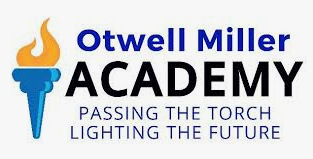 Otwell Miller
ACADEMY
PASSING THE TORCH
LIGHTING THE FUTURE